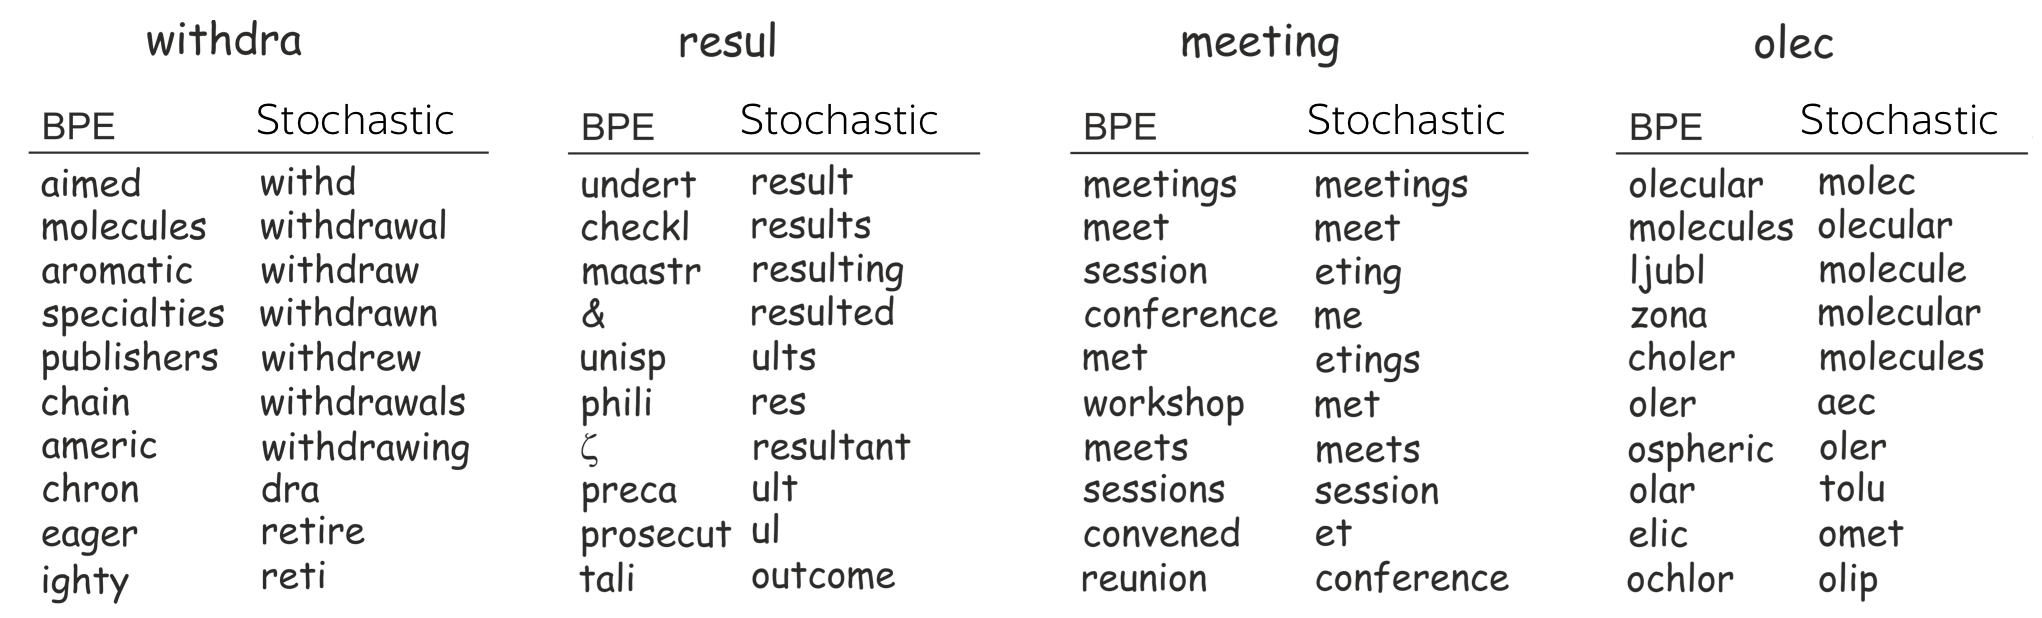 withdra resul meeting olec
BPE Stochastic BPE Stochastic BPE Stochastic BPE Stochastic
aimed withd undert result meetings meetings olecular molec
molecules withdrawal checkl results meet meet molecules olecular
aromatic withdraw maastr resulting session eting ljubl molecule
specialties withdrawn & resulted conference me zona molecular
publishers withdrew unisp ults met etings choler molecules
chain withdrawals phili res workshop met oler aec
americ withdrawing ζ resultant meets meets ospheric oler
chron dra preca ult sessions session olar tolu
eager retire prosecut ul convened et elic omet
ighty reti tali outcome reunion conference ochlor olip